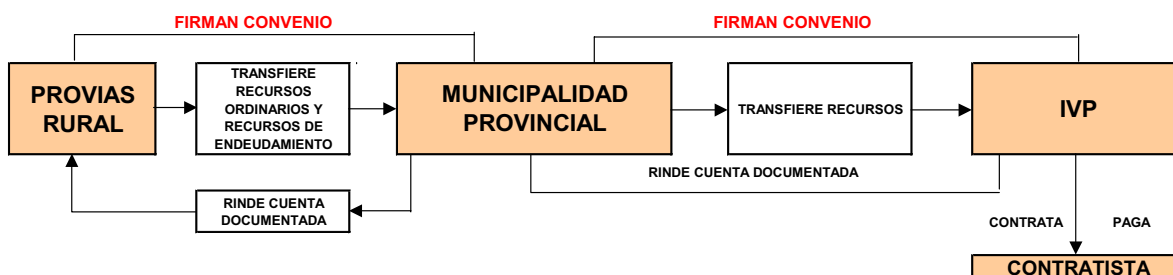 FIRMAN CONVENIO
FIRMAN CONVENIO
PROVIAS
RURAL
TRANSFIERE
RECURSOS
ORDINARIOS Y
RECURSOS DE
ENDEUDAMIENTO
MUNICIPALIDAD
PROVINCIAL
TRANSFIERE RECURSOS
IVP
RINDE CUENTA DOCUMENTADA
RINDE CUENTA
DOCUMENTADA
CONTRATA
PAGA
CONTRATISTA